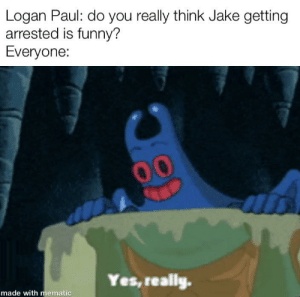 Logan Paul: do you really think Jake getting
arrested is funny?
Everyone:
Yes, really.
made with mematic